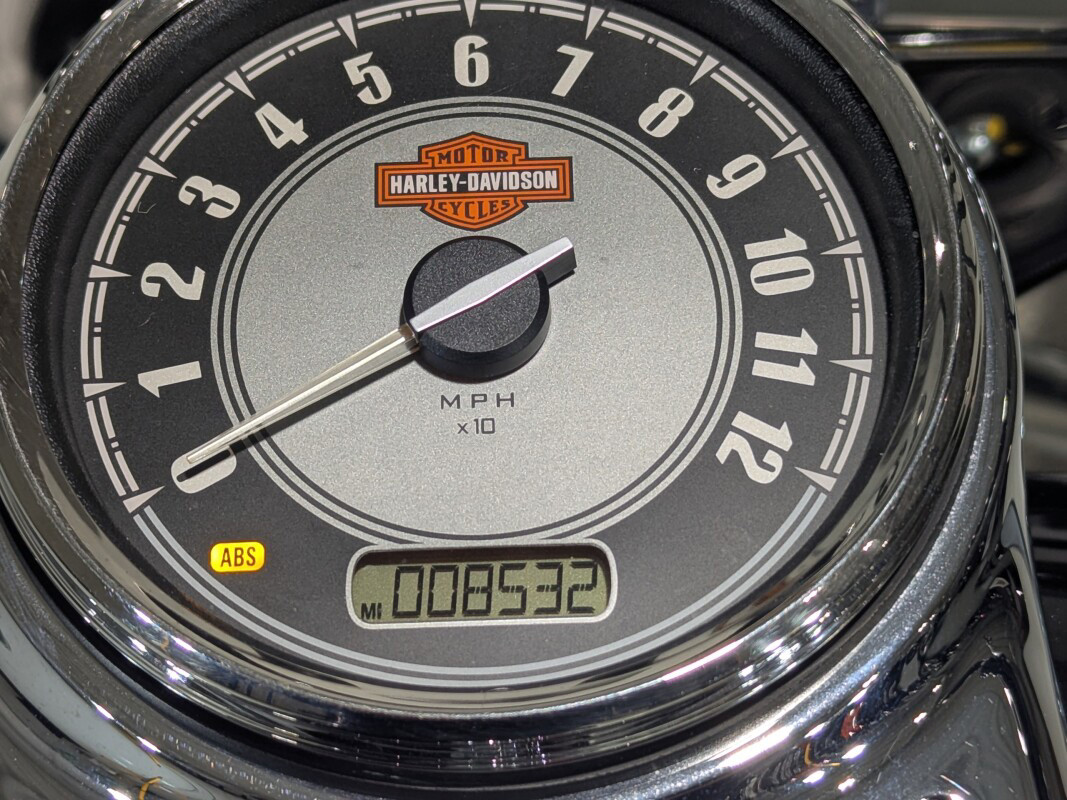 0
1
2
3
4
5
6
7
8
9
10
11
12
MOTOR
HARLEY-DAVIDSON
CYCLES
MPH
x10
ABS
MI 008532